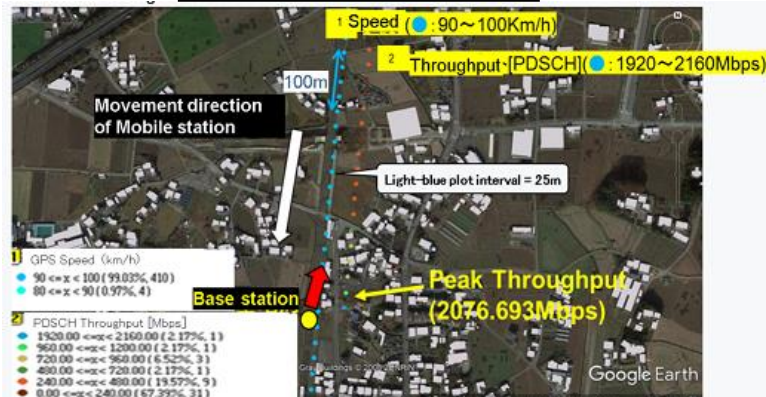 1 Speed (●: 90～100Km/h)
2 Throughput、[PDSCH](●: 1920～2160Mbps)
100m
Movement direction
of Mobile station
Light-blue plot interval = 25m
1
GPS Speed (km/h)
90 <= x < 100 ( 99.03%, 410 )
80 <= x < 90 ( 0.97%, 4 )
Base station
Peak Throughput
(2076.693Mbps)
2
PDSCH Throughput [Mbps]
1920.00 <=x< 2160.00 ( 2.17%, 1 )
960.00 <=x< 1200.00 ( 2.17%, 1 )
720.00 <=x< 960.00 ( 6.52%, 3 )
480.00 <=x< 720.00 ( 2.17%, 1 )
240.00 <=x< 480.00 ( 19.57%, 9 )
0.00 <=x< 240.00 ( 67.39%, 31 )
Google Earth